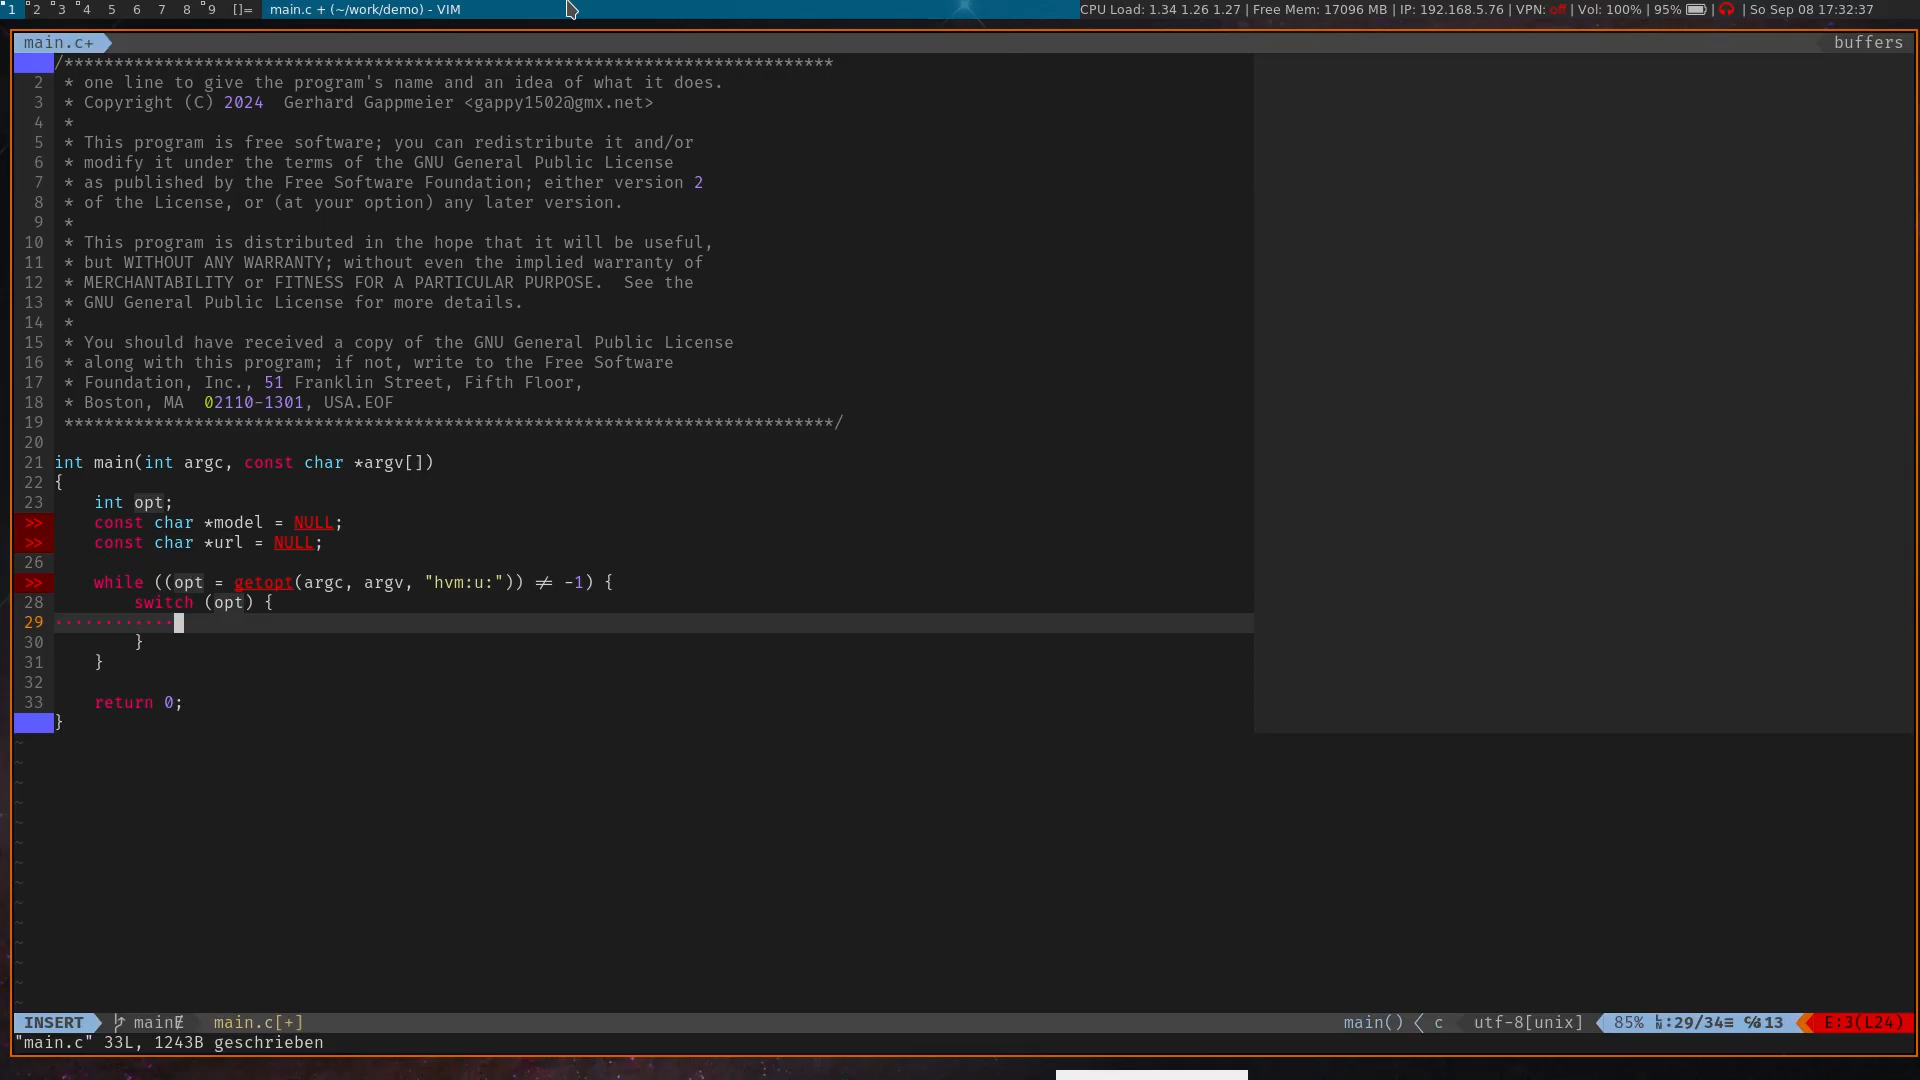 1 2 3 4 5 6 7 8 9 []= main.c + (~/work/demo) - VIM CPU Load: 1.34 1.26 1.27 | Free Mem: 17096 MB | IP: 192.168.5.76 | VPN: off | Vol: 100% | 95% | | So Sep 08 17:32:37
main.c+ buffers
/*****************************************************************************
2 * one line to give the program's name and an idea of what it does.
3 * Copyright (C) 2024  Gerhard Gappmeier <gappy1502@gmx.net>
4 *
5 * This program is free software; you can redistribute it and/or
6 * modify it under the terms of the GNU General Public License
7 * as published by the Free Software Foundation; either version 2
8 * of the License, or (at your option) any later version.
9 *
10 * This program is distributed in the hope that it will be useful,
11 * but WITHOUT ANY WARRANTY; without even the implied warranty of
12 * MERCHANTABILITY or FITNESS FOR A PARTICULAR PURPOSE.  See the
13 * GNU General Public License for more details.
14 *
15 * You should have received a copy of the GNU General Public License
16 * along with this program; if not, write to the Free Software
17 * Foundation, Inc., 51 Franklin Street, Fifth Floor,
18 * Boston, MA  02110-1301, USA.EOF
19 *****************************************************************************/
20
21 int main(int argc, const char *argv[])
22 {
23     int opt;
>>     const char *model = NULL;
>>     const char *url = NULL;
26
>>     while ((opt = getopt(argc, argv, "hvm:u:")) ≠ -1) {
28         switch (opt) {
29 ············
30         }
31     }
32
33     return 0;
}
~
~
~
~
~
~
~
~
~
~
~
~
~
~
INSERT main main.c[+] main() c utf-8[unix] 85% :29/34≡ ℅13 E:3(L24)
"main.c" 33L, 1243B geschrieben